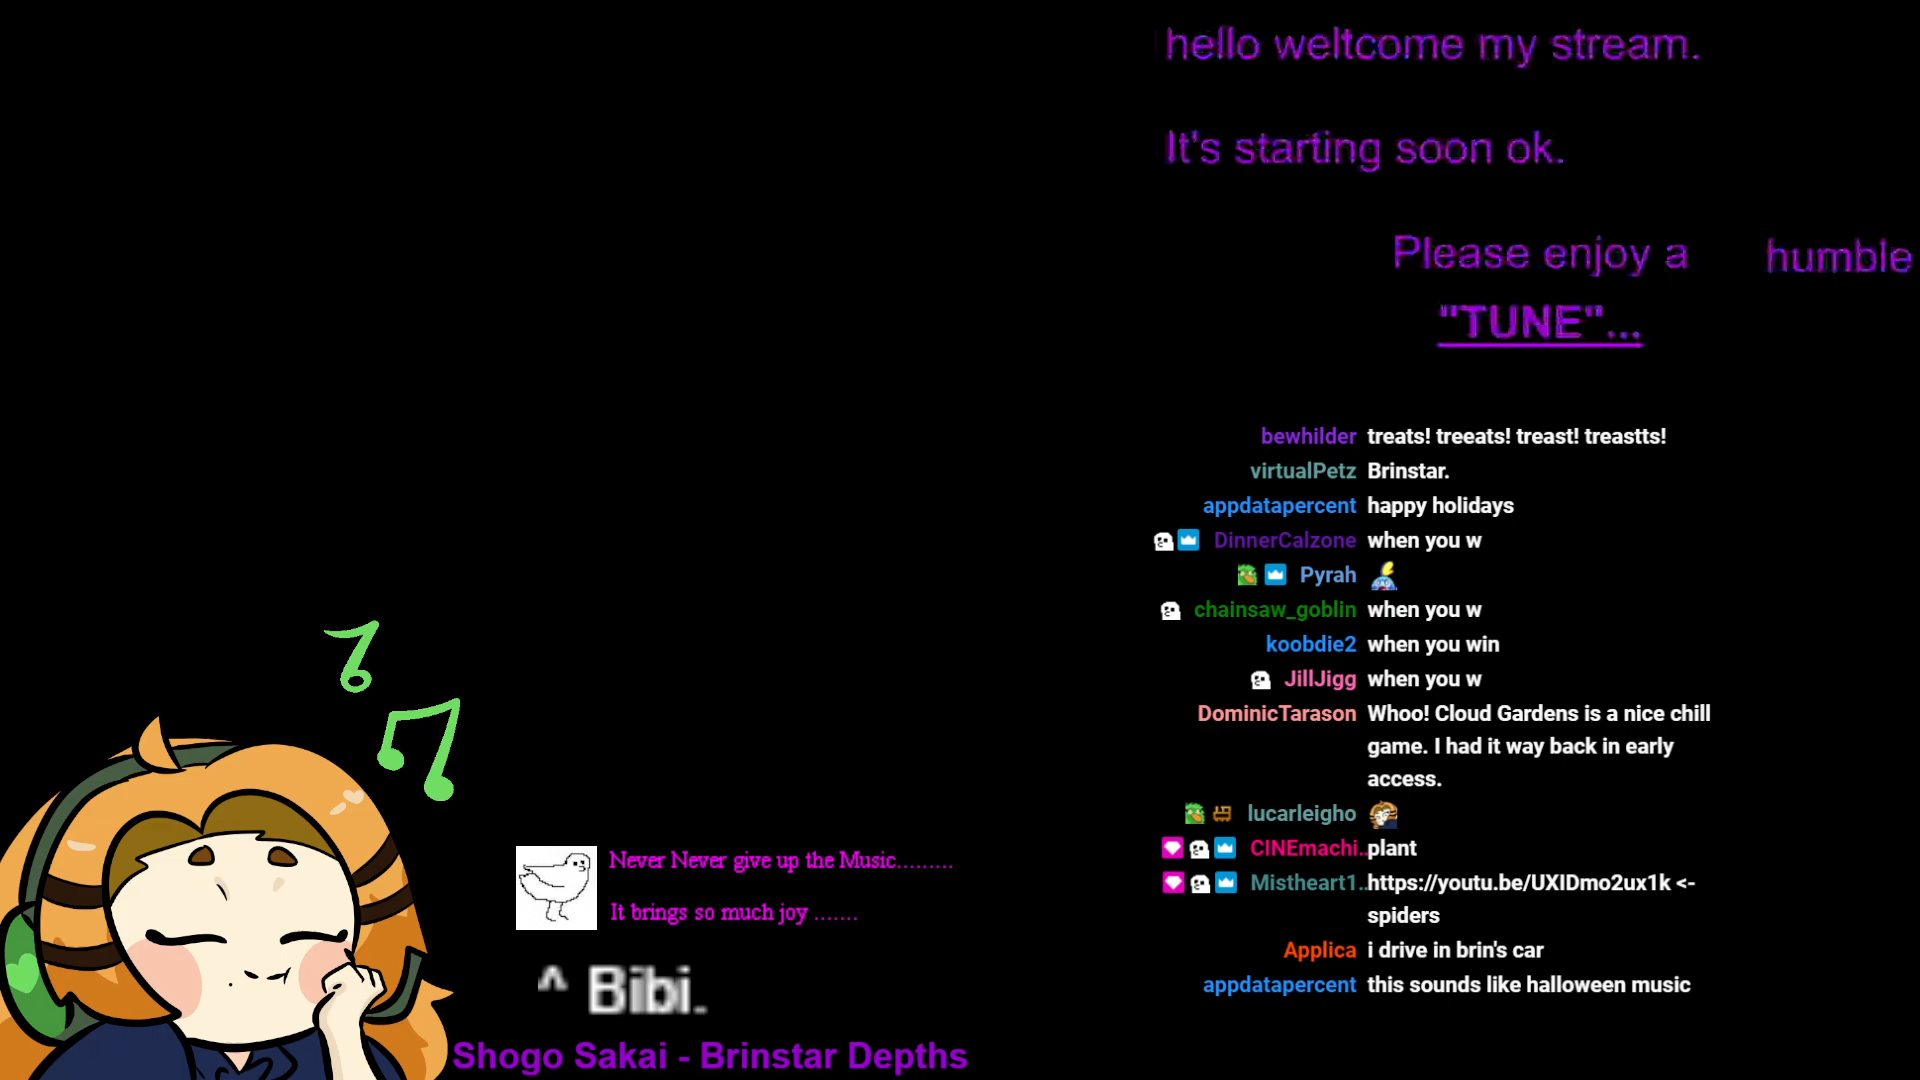 hello weltcome my stream.
It's starting soon ok.
Please enjoy a humble
"TUNE"...
bewhilder treats! treeats! treast! treastts!
virtualPetz Brinstar.
appdatapercent happy holidays
DinnerCalzone when you w
Pyrah
chainsaw_goblin when you w
koobdie2 when you win
JillJigg when you w
DominicTarason Whoo! Cloud Gardens is a nice chill
game. I had it way back in early
access.
lucarleigho
CINEmachi.. plant
Mistheart1.. https://youtu.be/UXIDmo2ux1k <-
spiders
Applica i drive in brin's car
appdatapercent this sounds like halloween music
Never Never give up the Music.........
It brings so much joy .......
^ Bibi.
Shogo Sakai - Brinstar Depths